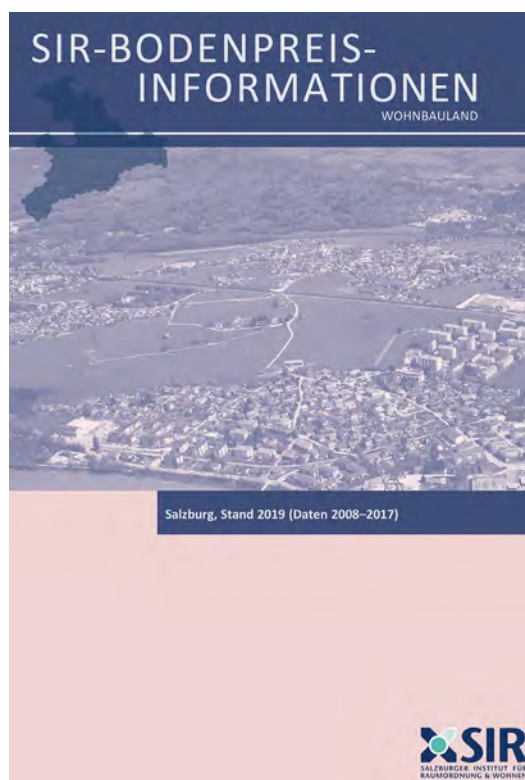 SIR-BODENPREIS-
INFORMATIONEN
WOHNBAULAND
Salzburg, Stand 2019 (Daten 2008–2017)
SIR
SALZBURGER INSTITUT FÜR
RAUMORDNUNG & WOHNEN